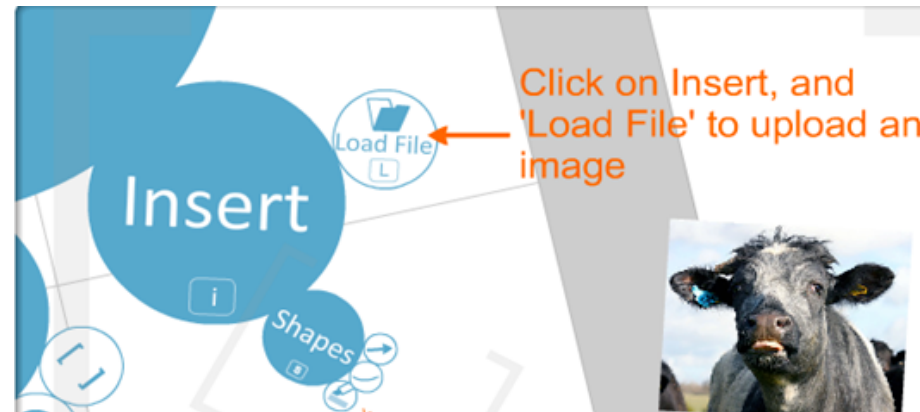 Click on Insert, and
'Load File' to upload an
image
Load File
L
Insert
i
Shapes
s
[ ]